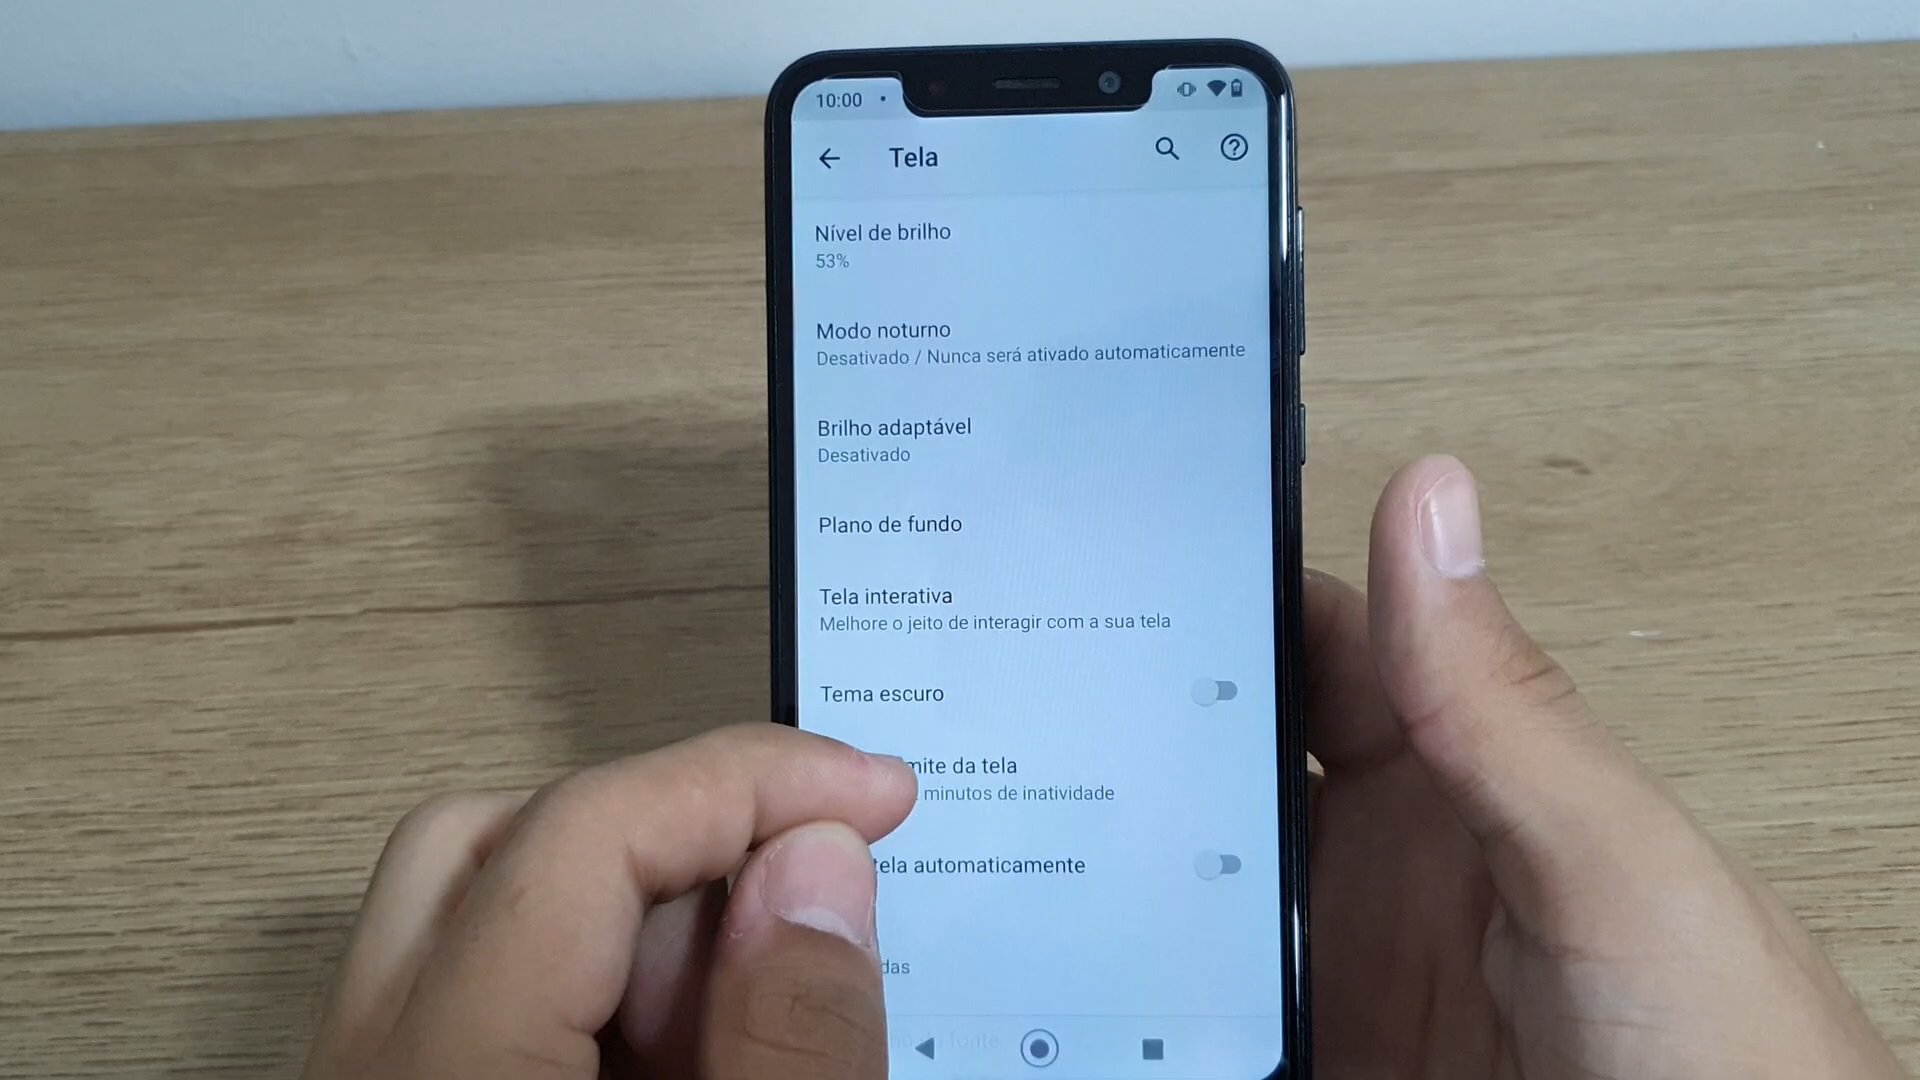 10:00
Tela
Nível de brilho
53%
Modo noturno
Desativado / Nunca será ativado automaticamente
Brilho adaptável
Desativado
Plano de fundo
Tela interativa
Melhore o jeito de interagir com a sua tela
Tema escuro
mite da tela
minutos de inatividade
tela automaticamente
das
fonte